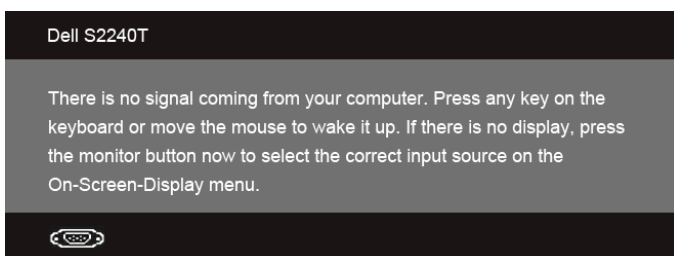 Dell S2240T
There is no signal coming from your computer. Press any key on the
keyboard or move the mouse to wake it up. If there is no display, press
the monitor button now to select the correct input source on the
On-Screen-Display menu.